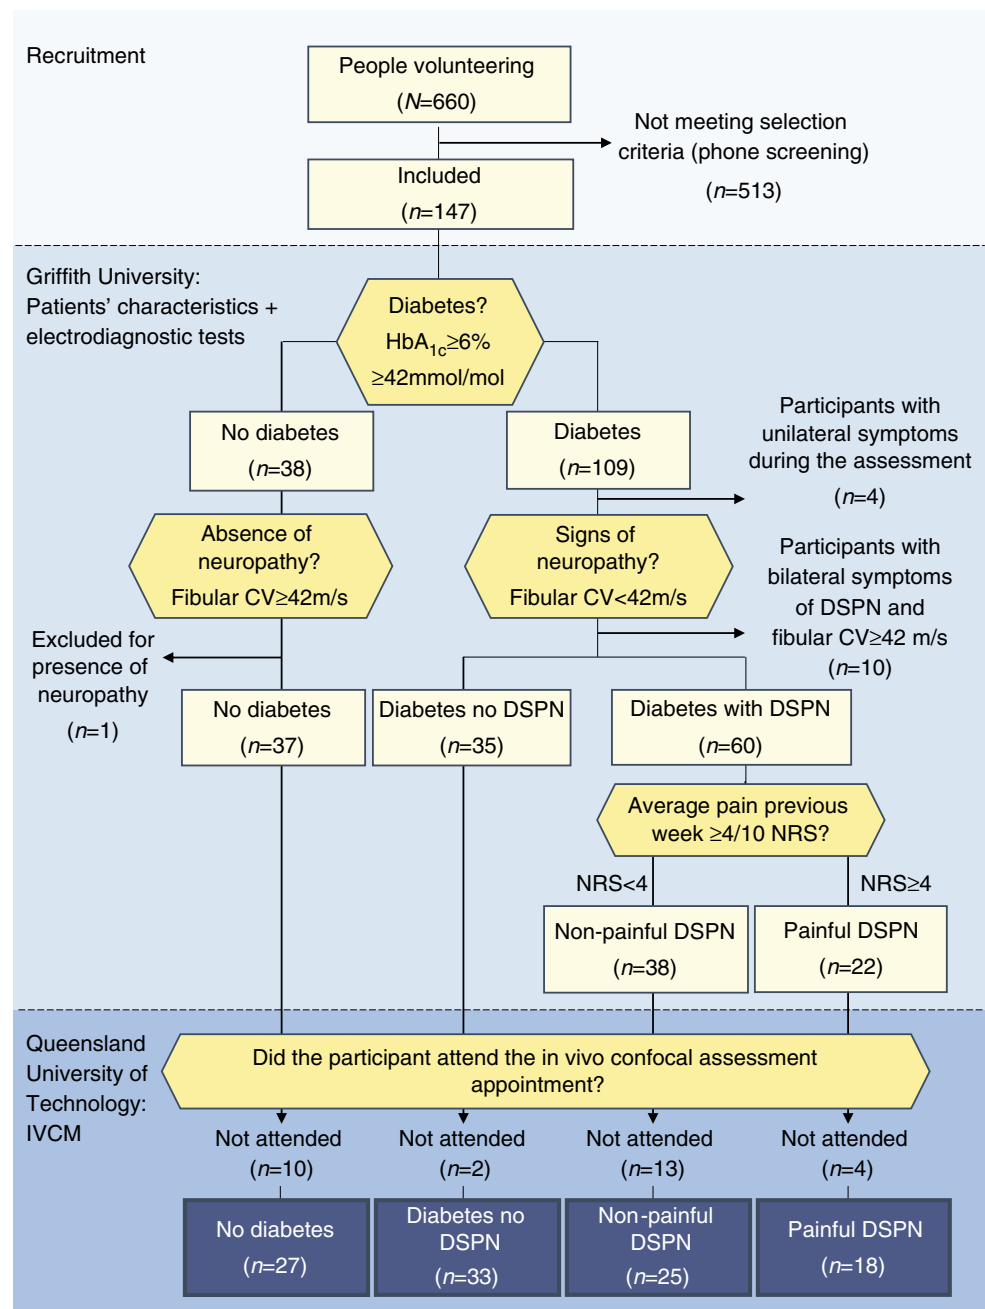 Recruitment
People volunteering
(N=660)
Not meeting selection
criteria (phone screening)
(n=513)
Included
(n=147)
Griffith University:
Patients’ characteristics +
electrodiagnostic tests
Diabetes?
HbA1c≥6%
≥42mmol/mol
No diabetes
(n=38)
Diabetes
(n=109)
Participants with
unilateral symptoms
during the assessment
(n=4)
Absence of
neuropathy?
Fibular CV≥42m/s
Signs of
neuropathy?
Fibular CV<42m/s
Participants with
bilateral symptoms
of DSPN and
fibular CV≥42 m/s
(n=10)
Excluded for
presence of
neuropathy
(n=1)
No diabetes
(n=37)
Diabetes no DSPN
(n=35)
Diabetes with DSPN
(n=60)
Average pain previous
week ≥4/10 NRS?
NRS<4
NRS≥4
Non-painful DSPN
(n=38)
Painful DSPN
(n=22)
Queensland
University of
Technology:
IVCM
Did the participant attend the in vivo confocal assessment
appointment?
Not attended
(n=10)
Not attended
(n=2)
Not attended
(n=13)
Not attended
(n=4)
No diabetes
(n=27)
Diabetes no
DSPN
(n=33)
Non-painful
DSPN
(n=25)
Painful DSPN
(n=18)